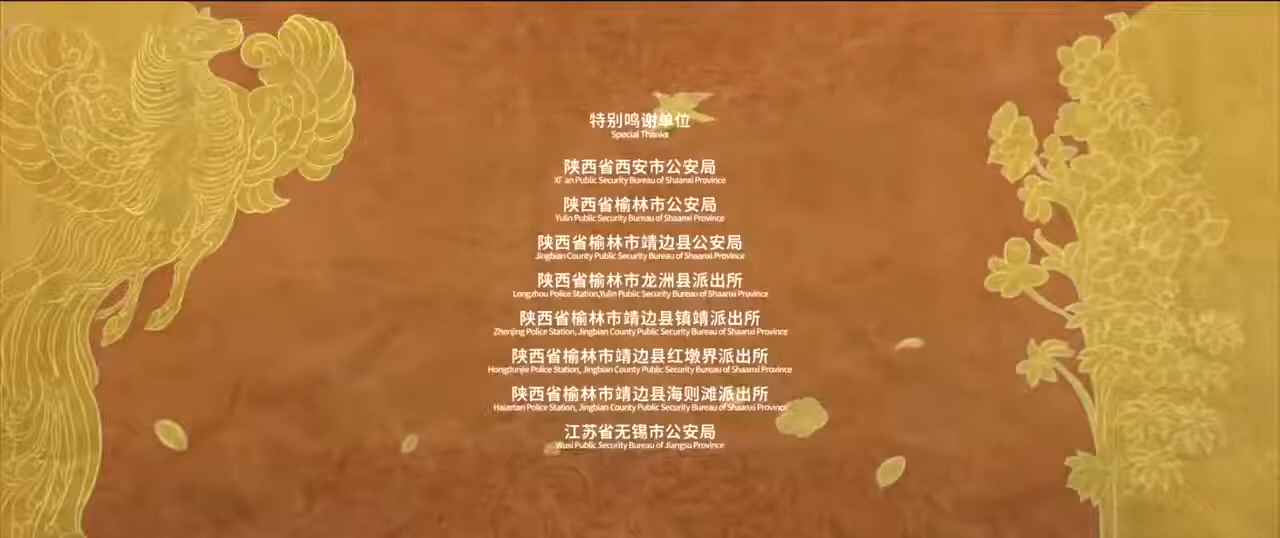 特别鸣谢单位
Special Thanks
陕西省西安市公安局
Xi' an Public Security Bureau of Shaanxi Province
陕西省榆林市公安局
Yulin Public Security Bureau of Shaanxi Province
陕西省榆林市靖边县公安局
Jingbian County Public Security Bureau of Shaanxi Province
陕西省榆林市龙洲县派出所
Longzhou Police Station,Yulin Public Security Bureau of Shaanxi Province
陕西省榆林市靖边县镇靖派出所
Zhenjing Police Station, Jingbian County Public Security Bureau of Shaanxi Province
陕西省榆林市靖边县红墩界派出所
Hongdunjie Police Station, Jingbian County Public Security Bureau of Shaanxi Province
陕西省榆林市靖边县海则滩派出所
Haiaetan Police Station, Jingbian County Public Security Bureau of Shaanxi Province
江苏省无锡市公安局
Wuxi Public Security Bureau of Jiangsu Province